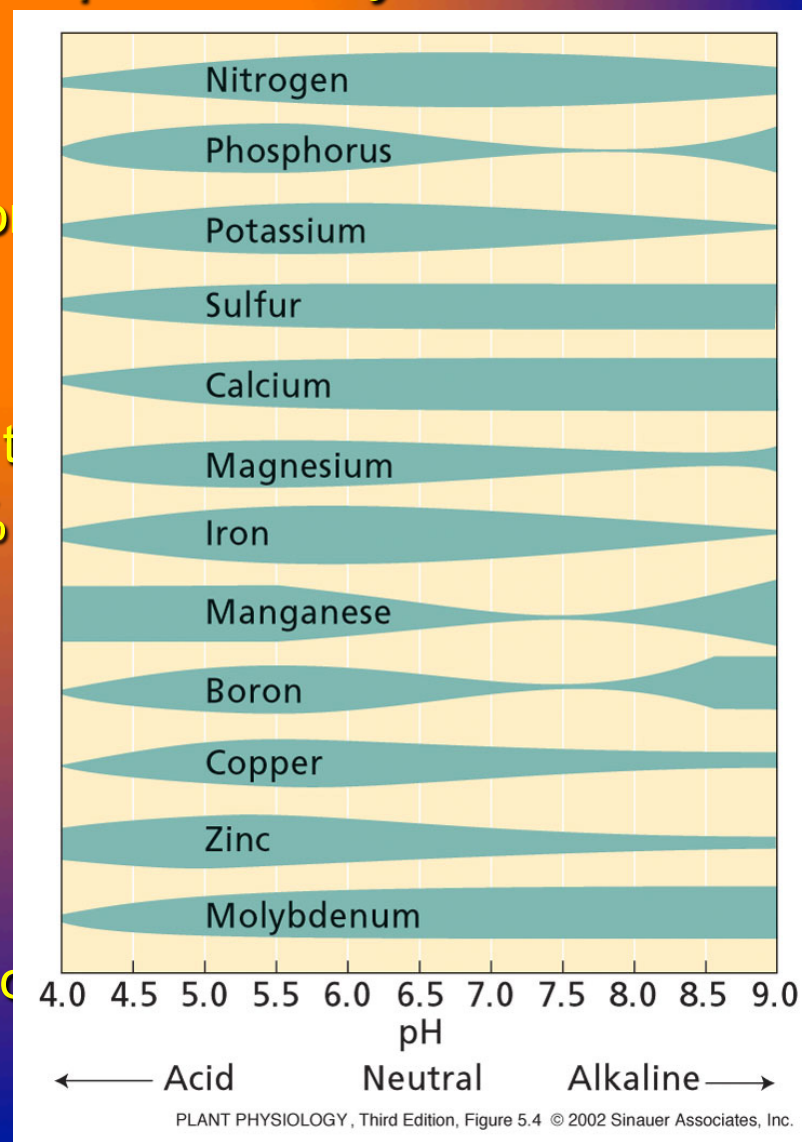 Nitrogen
Phosphorus
Potassium
Sulfur
Calcium
Magnesium
Iron
Manganese
Boron
Copper
Zinc
Molybdenum
4.0 4.5 5.0 5.5 6.0 6.5 7.0 7.5 8.0 8.5 9.0
pH
Acid Neutral Alkaline
PLANT PHYSIOLOGY, Third Edition, Figure 5.4 © 2002 Sinauer Associates, Inc.